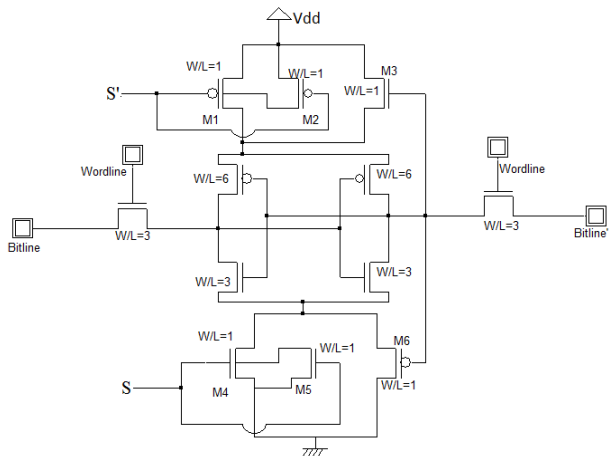 Vdd
W/L=1
W/L=1
M3
W/L=1
S'.
M1
M2
Wordline
Wordline
W/L=6
W/L=6
Bitline
W/L=3
W/L=3
Bitline'
W/L=3
W/L=3
W/L=1
W/L=1
M6
S
M4
M5
W/L=1